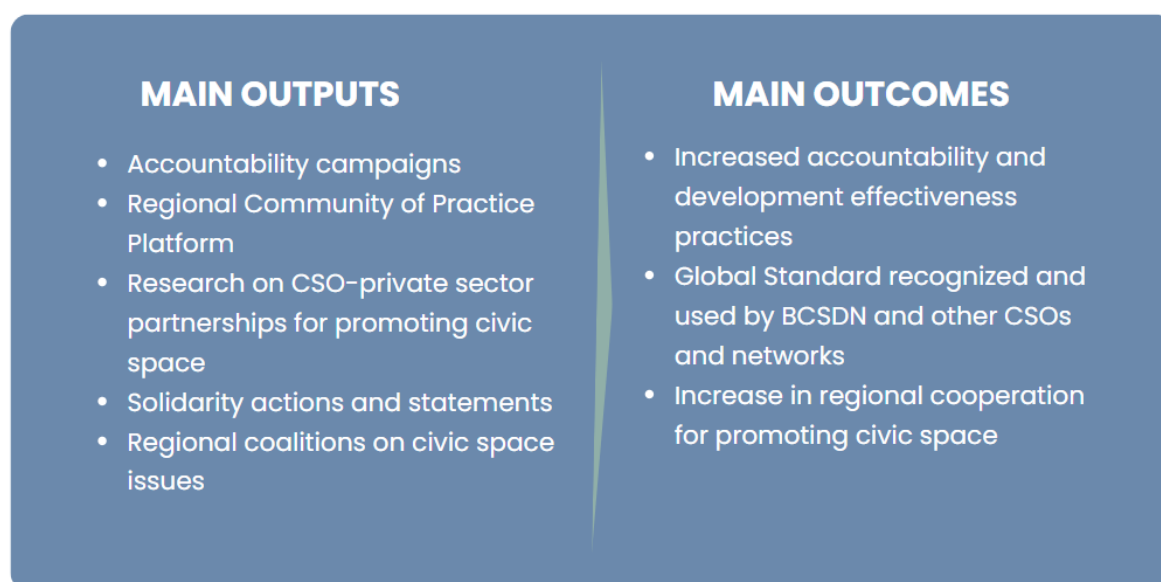 MAIN OUTPUTS
• Accountability campaigns
• Regional Community of Practice
Platform
• Research on CSO-private sector
partnerships for promoting civic
space
• Solidarity actions and statements
• Regional coalitions on civic space
issues
MAIN OUTCOMES
• Increased accountability and
development effectiveness
practices
• Global Standard recognized and
used by BCSDN and other CSOs
and networks
• Increase in regional cooperation
for promoting civic space